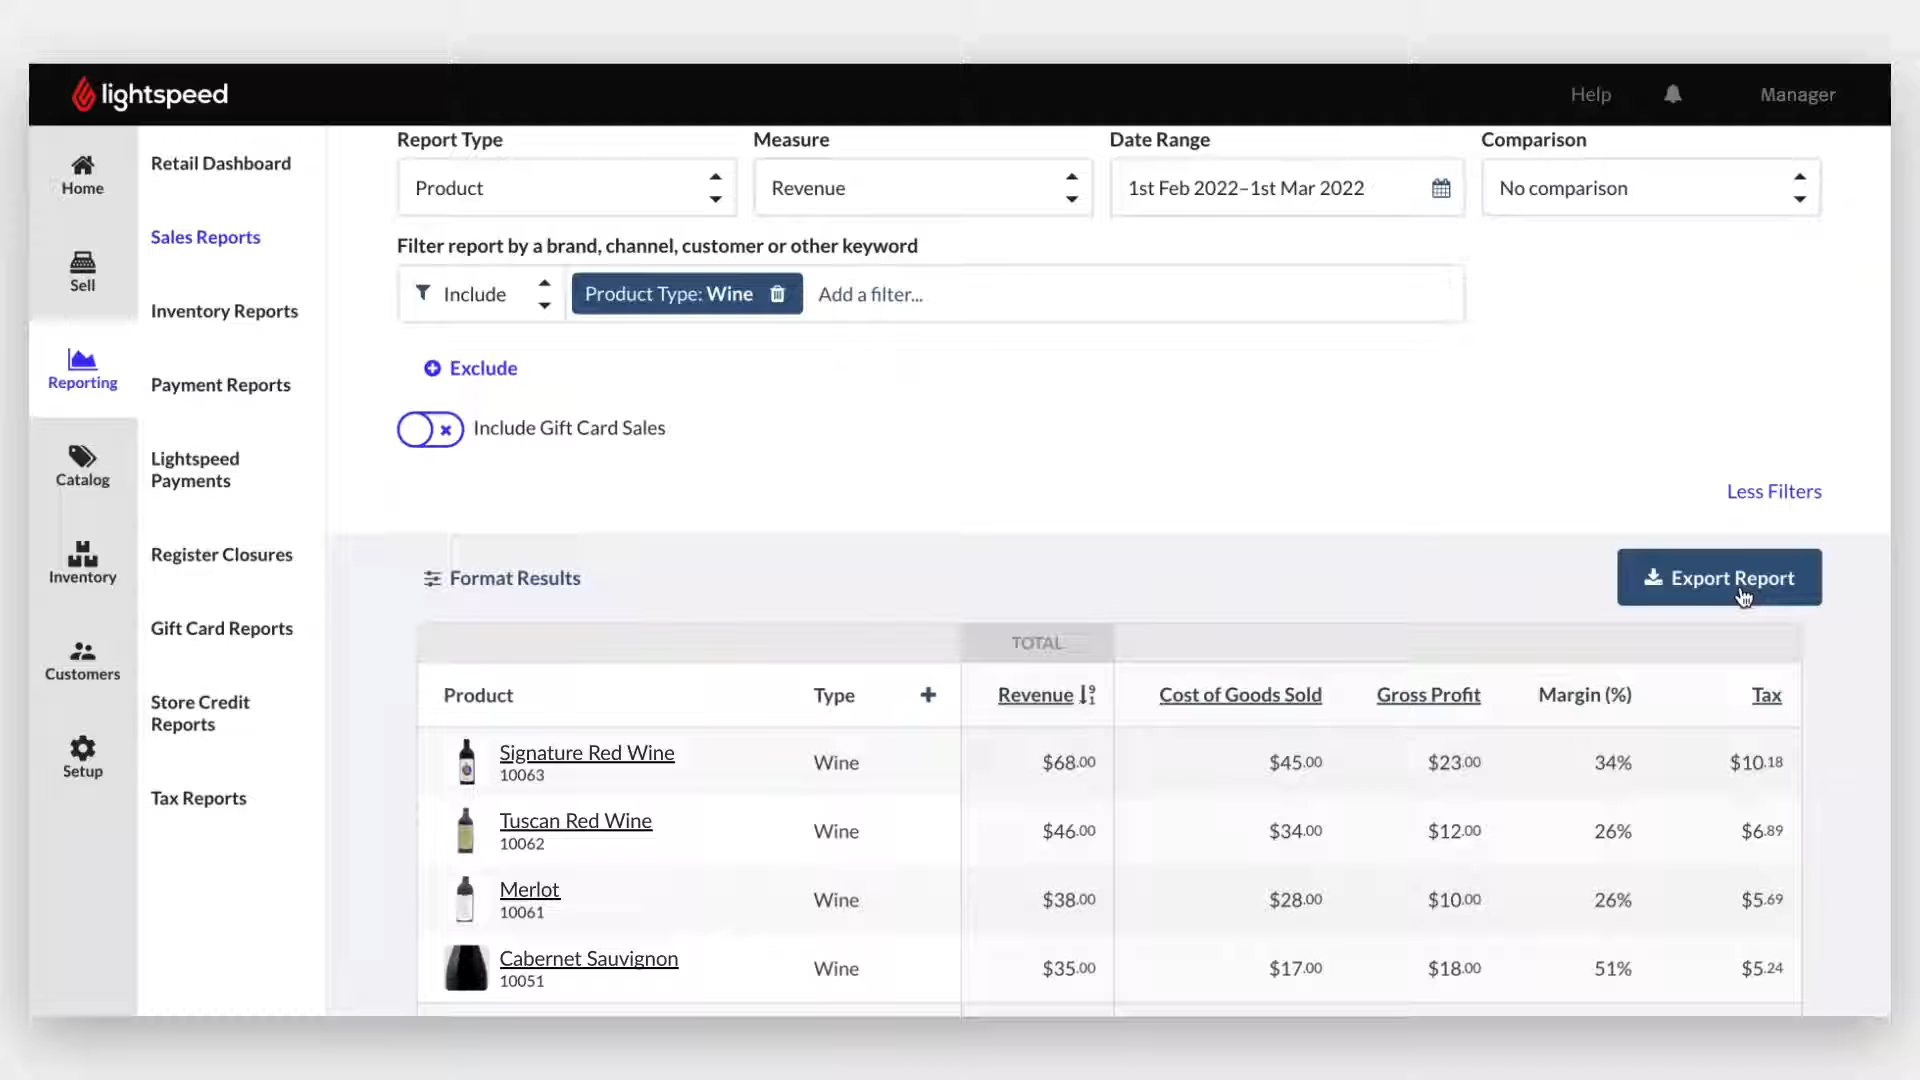 lightspeed
Help
Manager
Home
Sell
Reporting
Catalog
Inventory
Customers
Setup
Retail Dashboard
Sales Reports
Inventory Reports
Payment Reports
Lightspeed
Payments
Register Closures
Gift Card Reports
Store Credit
Reports
Tax Reports
Report Type
Measure
Date Range
Comparison
Product
Revenue
1st Feb 2022–1st Mar 2022
No comparison
Filter report by a brand, channel, customer or other keyword
Include
Product Type: Wine
Add a filter...
Exclude
Include Gift Card Sales
Less Filters
Format Results
Export Report
TOTAL
Product Type Revenue Cost of Goods Sold Gross Profit Margin (%) Tax
Signature Red Wine Wine $68.00 $45.00 $23.00 34% $10.18
10063
Tuscan Red Wine Wine $46.00 $34.00 $12.00 26% $6.89
10062
Merlot Wine $38.00 $28.00 $10.00 26% $5.69
10061
Cabernet Sauvignon Wine $35.00 $17.00 $18.00 51% $5.24
10051